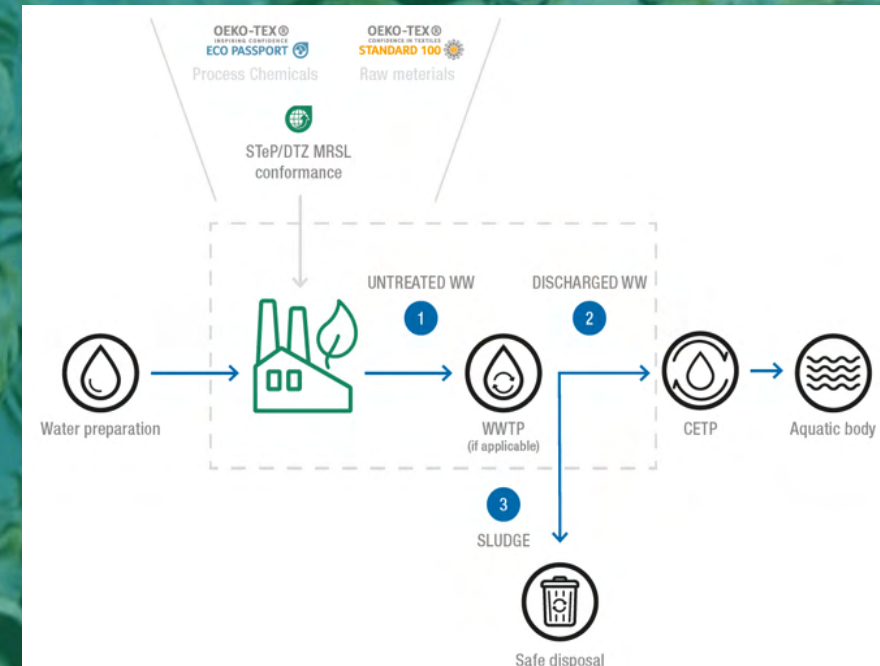 OEKO-TEX®
INSPIRING CONFIDENCE
ECO PASSPORT
Process Chemicals
OEKO-TEX®
CONFIDENCE IN TEXTILES
STANDARD 100
Raw meterials
STeP/DTZ MRSL
conformance
UNTREATED WW
1
DISCHARGED WW
2
Water preparation
WWTP
(if applicable)
CETP
Aquatic body
3
SLUDGE
Safe disposal